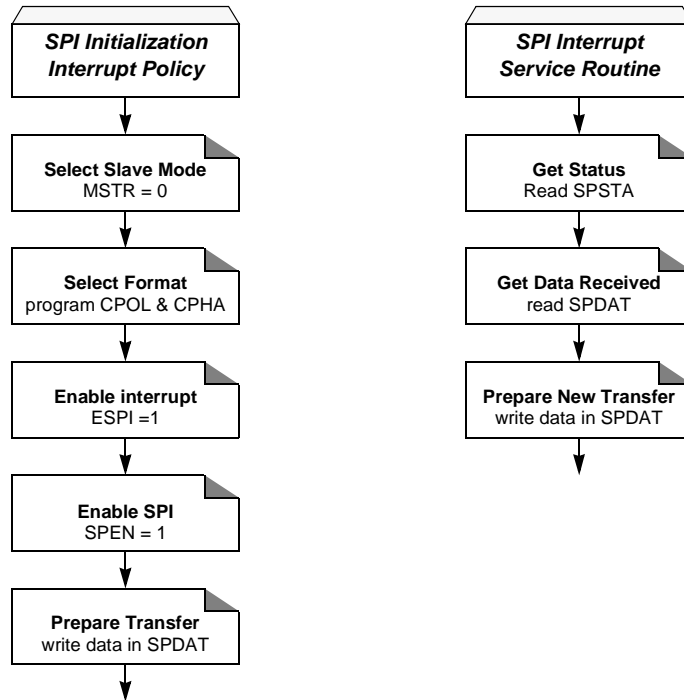 SPI Initialization
Interrupt Policy
Select Slave Mode
MSTR = 0
Select Format
program CPOL & CPHA
Enable interrupt
ESPI =1
Enable SPI
SPEN = 1
Prepare Transfer
write data in SPDAT
SPI Interrupt
Service Routine
Get Status
Read SPSTA
Get Data Received
read SPDAT
Prepare New Transfer
write data in SPDAT